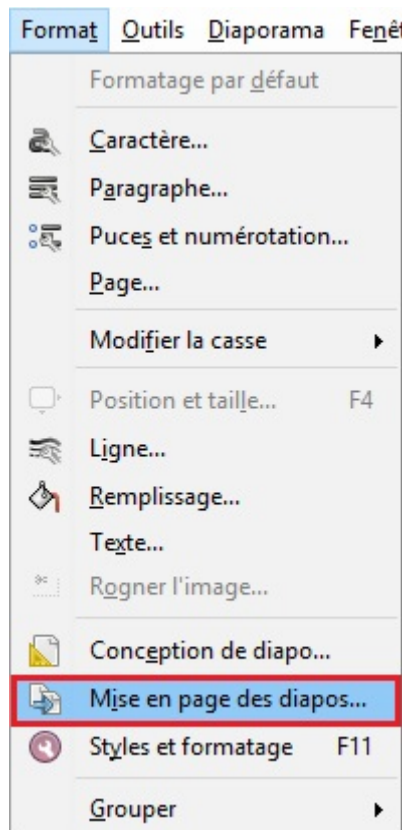 Format Outils Diaporama Fenêt
Formatage par défaut
Caractère...
Paragraphe...
Puces et numérotation...
Page...
Modifier la casse
Position et taille... F4
Ligne...
Remplissage...
Texte...
Rogner l'image...
Conception de diapo...
Mise en page des diapos...
Styles et formatage F11
Grouper